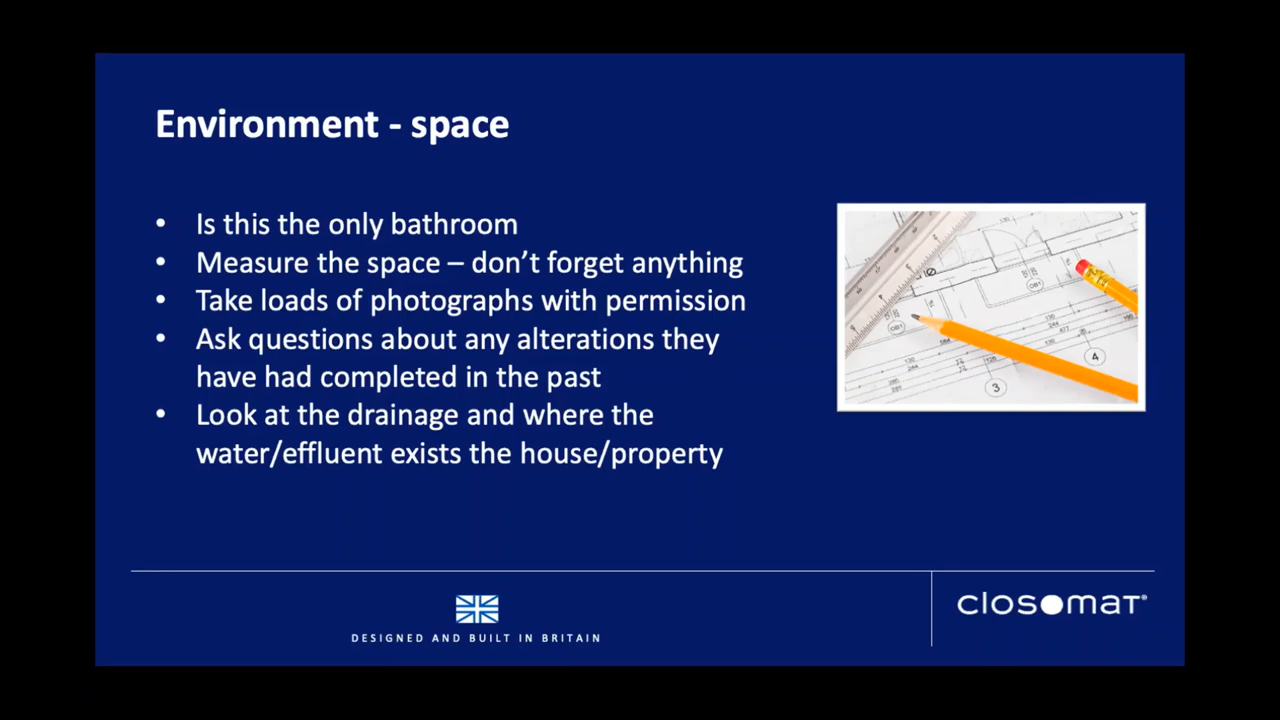 Environment - space
• Is this the only bathroom
• Measure the space – don’t forget anything
• Take loads of photographs with permission
• Ask questions about any alterations they
have had completed in the past
• Look at the drainage and where the
water/effluent exists the house/property
DESIGNED AND BUILT IN BRITAIN
closomat®